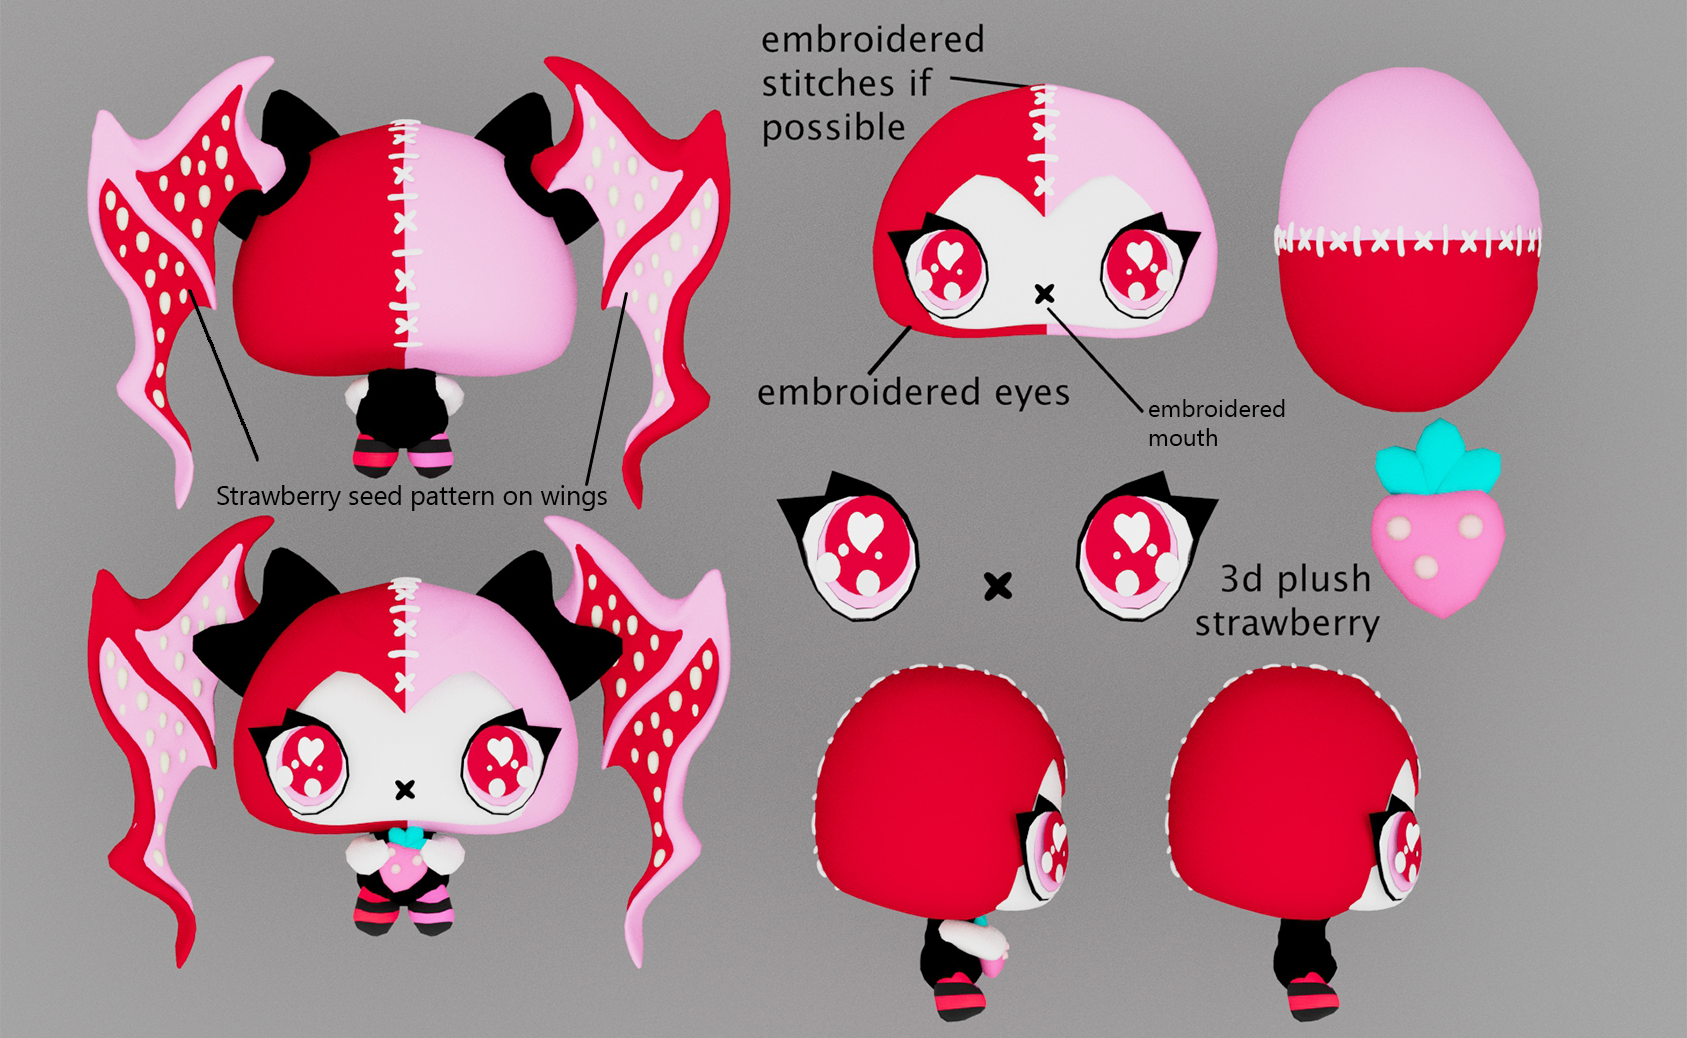 embroidered
stitches if
possible
embroidered eyes
embroidered
mouth
Strawberry seed pattern on wings
3d plush
strawberry